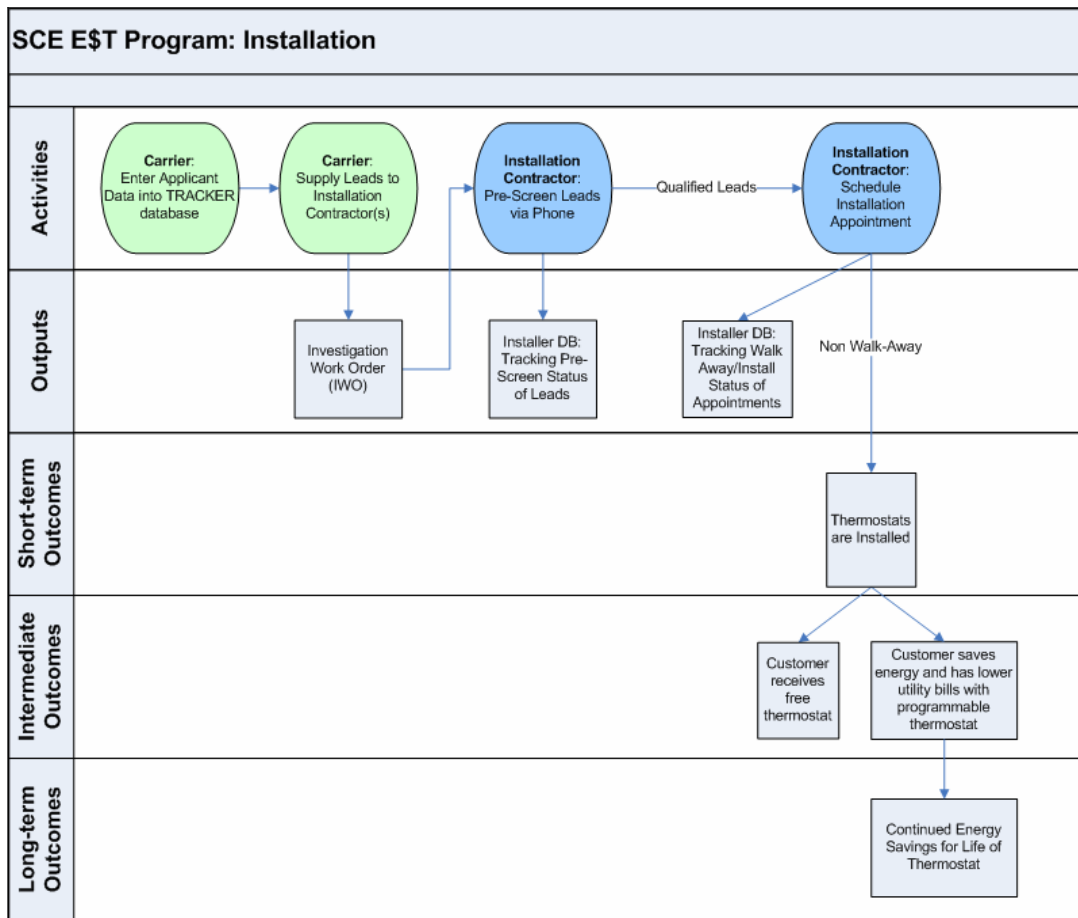 SCE E$T Program: Installation
Activities
Carrier:
Enter Applicant
Data into TRACKER
database
Carrier:
Supply Leads to
Installation
Contractor(s)
Installation
Contractor:
Pre-Screen Leads
via Phone
Qualified Leads
Installation
Contractor:
Schedule
Installation
Appointment
Outputs
Investigation
Work Order
(IWO)
Installer DB:
Tracking Pre-
Screen Status
of Leads
Installer DB:
Tracking Walk
Away/Install
Status of
Appointments
Non Walk-Away
Short-term
Outcomes
Thermostats
are Installed
Intermediate
Outcomes
Customer
receives
free
thermostat
Customer saves
energy and has lower
utility bills with
programmable
thermostat
Long-term
Outcomes
Continued Energy
Savings for Life of
Thermostat